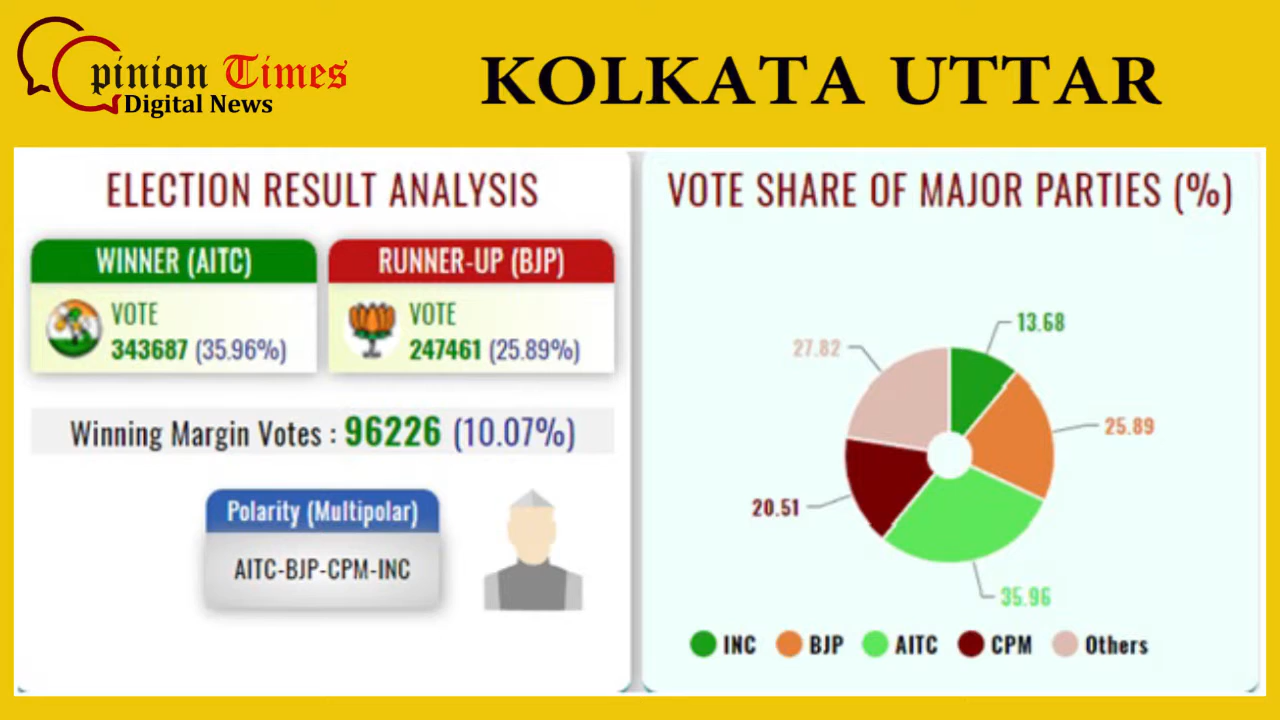 Opinion Times
Digital News
KOLKATA UTTAR
ELECTION RESULT ANALYSIS
WINNER (AITC)
VOTE
343687 (35.96%)
RUNNER-UP (BJP)
VOTE
247461 (25.89%)
Winning Margin Votes : 96226 (10.07%)
Polarity (Multipolar)
AITC-BJP-CPM-INC
VOTE SHARE OF MAJOR PARTIES (%)
13.68
27.82
25.89
20.51
35.96
INC BJP AITC CPM Others